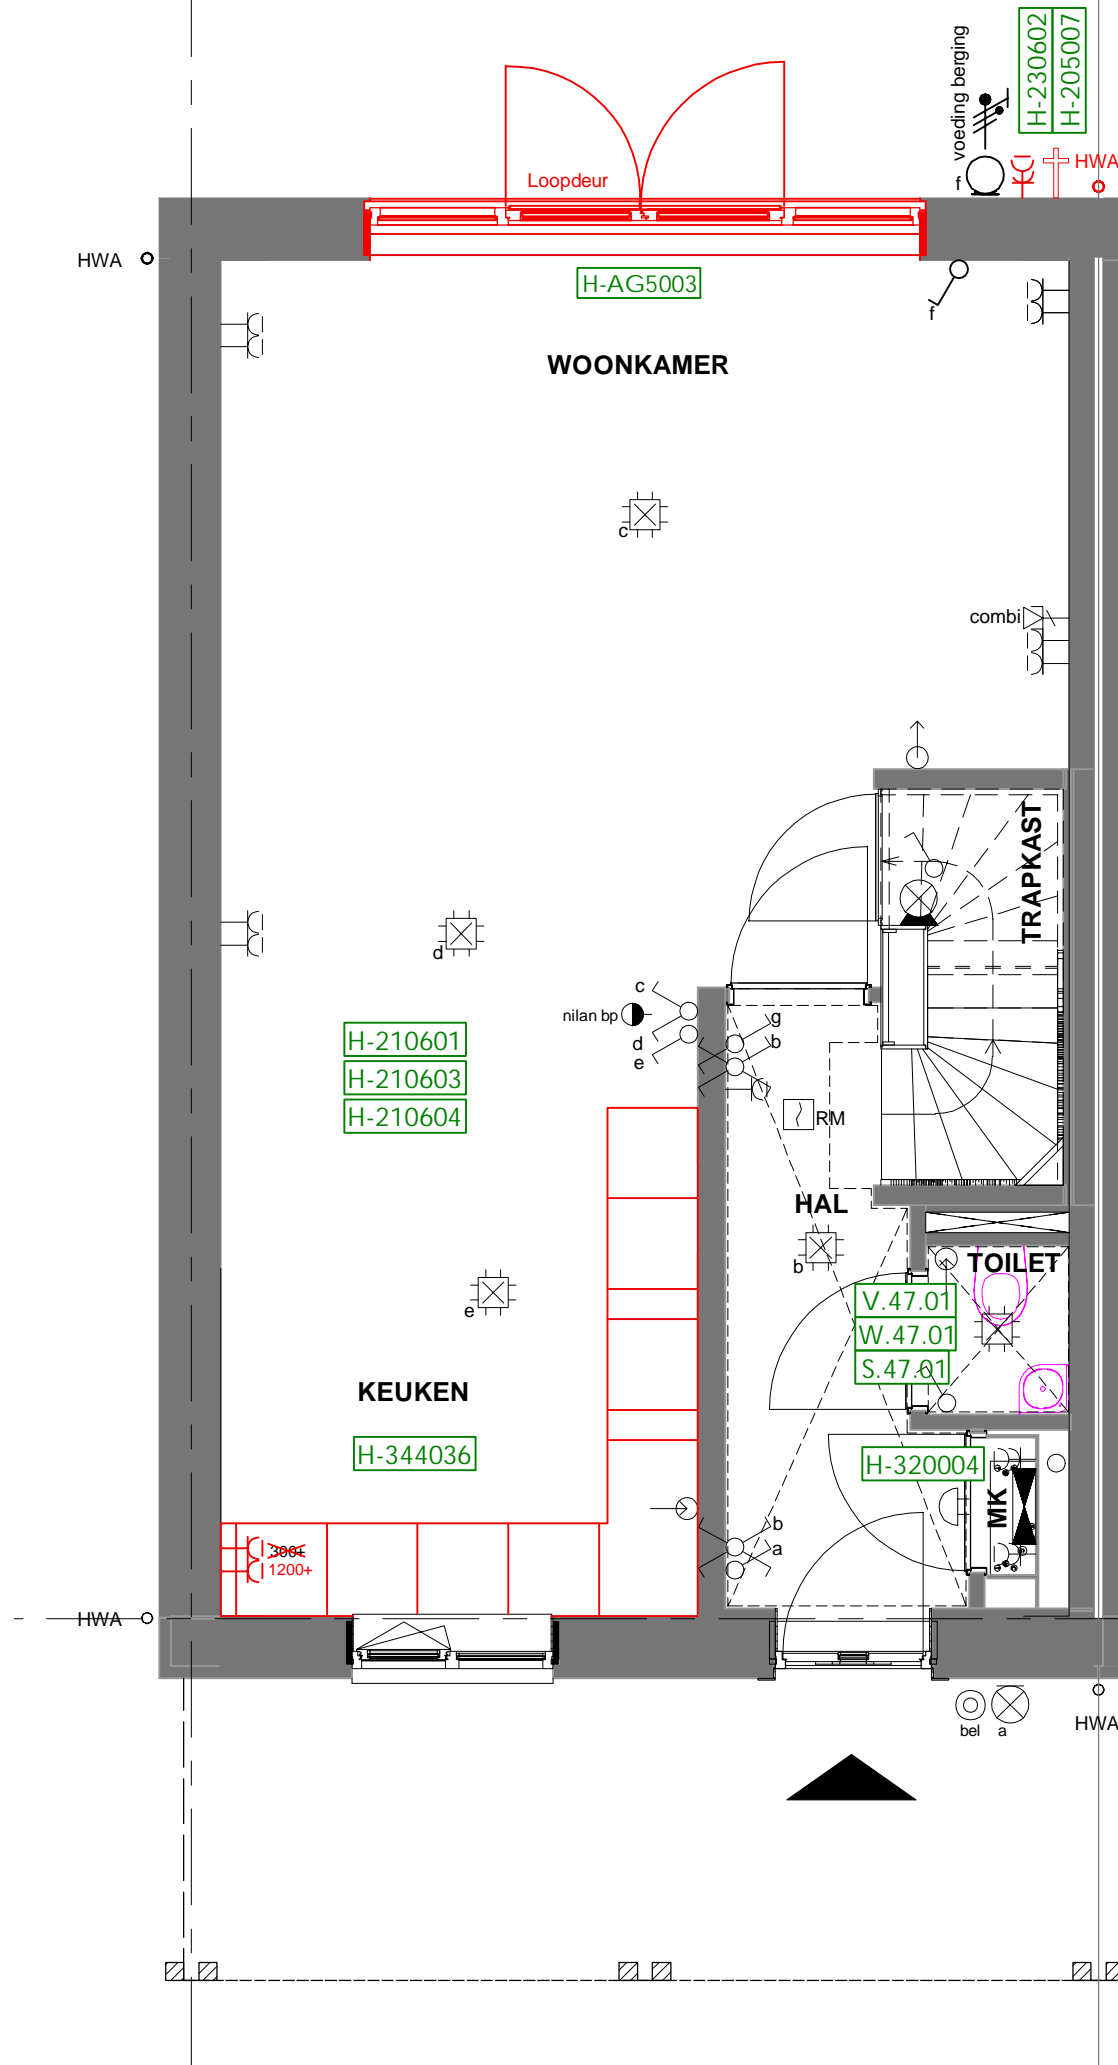 voeding berging
H-230602
H-205007
f
HWA
Loopdeur
HWA
H-AG5003
f
WOONKAMER
c
combi
TRAPKAST
d
c
nilan bp
d
e
g
b
H-210601
H-210603
H-210604
RM
HAL
b
TOILET
e
V.47.01
W.47.01
S.47.01
KEUKEN
H-344036
H-320004
MK
b
a
300+
1200+
HWA
bel
a
HWA